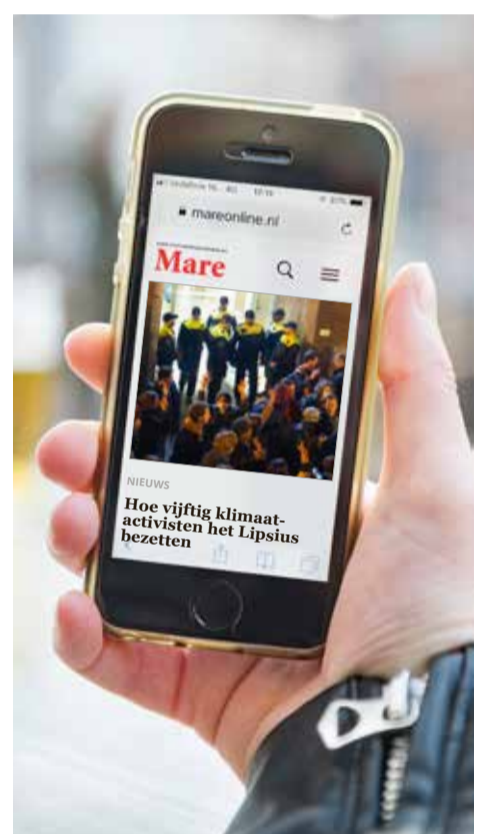 mareonline.nl
Mare
NIEUWS
Hoe vijftig klimaat-
activisten het Lipsius
bezetten